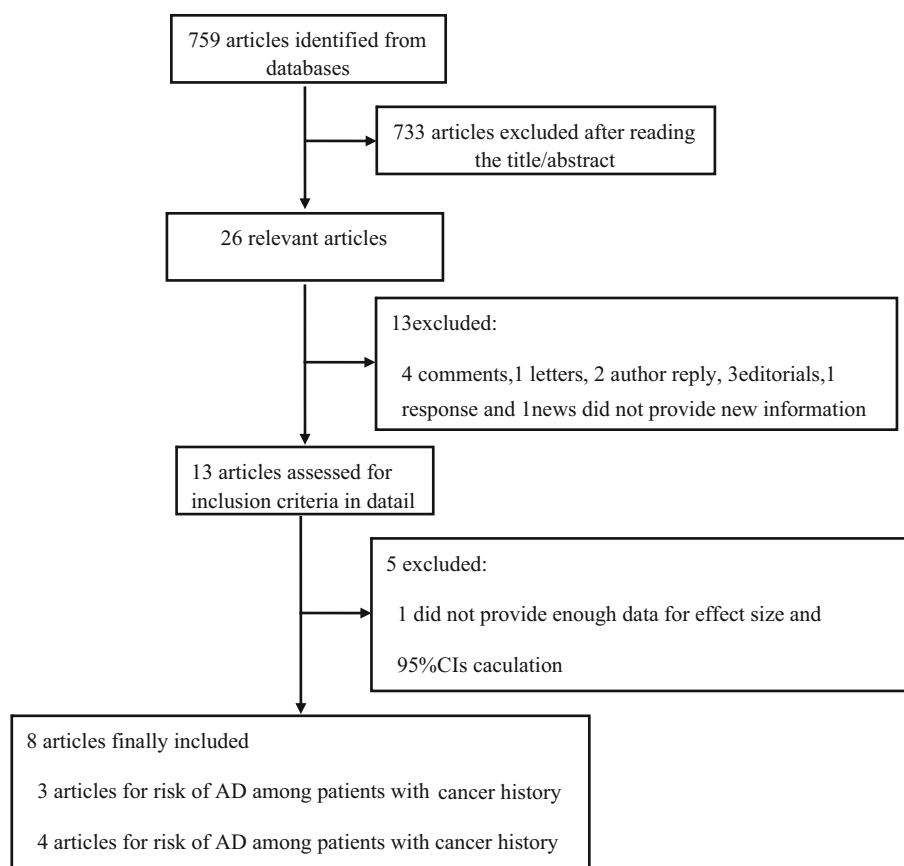 759 articles identified from
databases
733 articles excluded after reading
the title/abstract
26 relevant articles
13excluded:
4 comments,1 letters, 2 author reply, 3editorials,1
response and 1news did not provide new information
13 articles assessed for
inclusion criteria in datail
5 excluded:
1 did not provide enough data for effect size and
95%CIs caculation
8 articles finally included
3 articles for risk of AD among patients with cancer history
4 articles for risk of AD among patients with cancer history